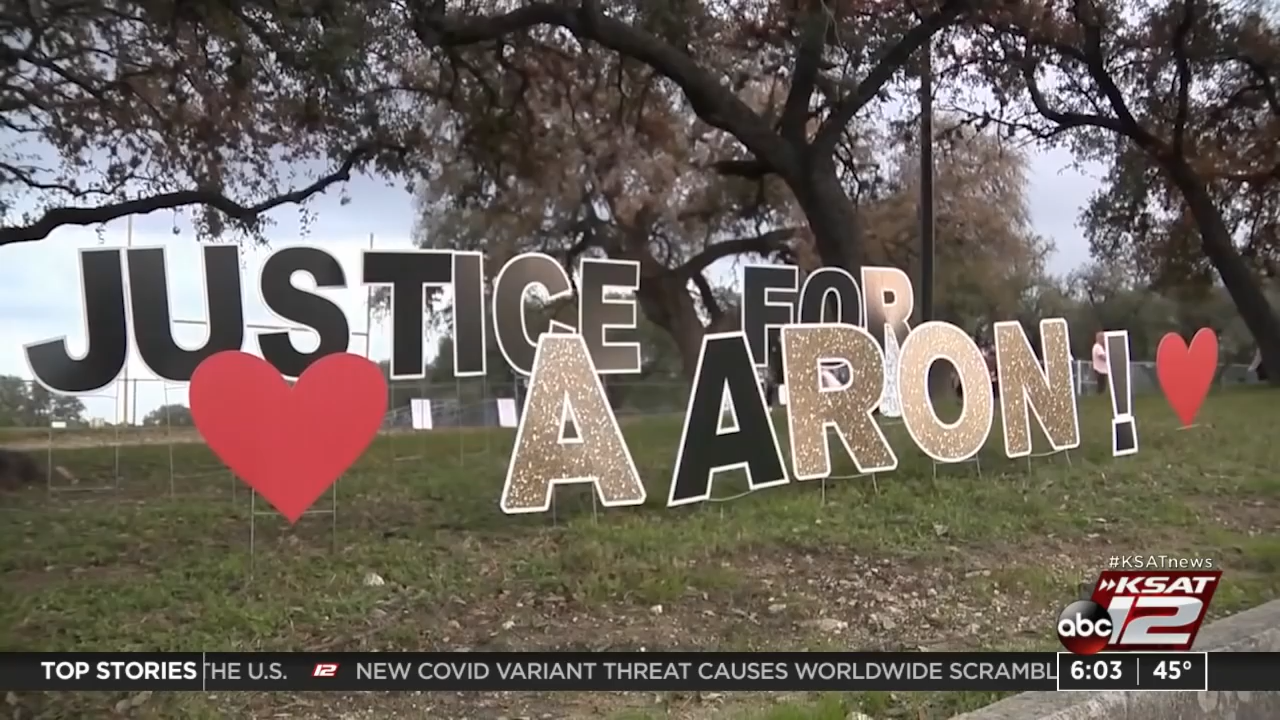 JUSTICE FOR
AARON!
#KSATnews
KSAT
abc 12
TOP STORIES THE U.S. 12 NEW COVID VARIANT THREAT CAUSES WORLDWIDE SCRAMBL 6:03 45°